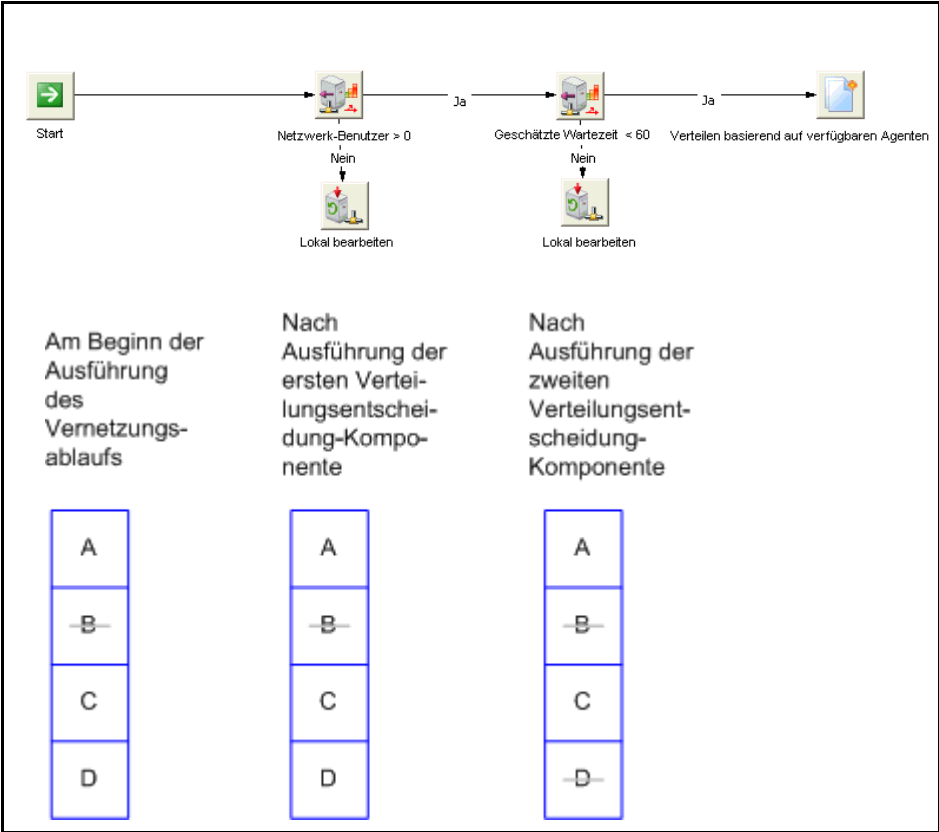 Ja
Ja
Start
Netzwerk-Benutzer > 0
Geschätzte Wartezeit < 60
Verteilen basierend auf verfügbaren Agenten
Nein
Nein
Lokal bearbeiten
Lokal bearbeiten
Am Beginn der
Ausführung
des
Vernetzungs-
ablaufs
Nach
Ausführung der
ersten Vertei-
lungsentschei-
dung-Kompo-
nente
Nach
Ausführung der
zweiten
Verteilungsent-
scheidung-
Komponente
A
B
C
D
A
B
C
D
A
B
C
D